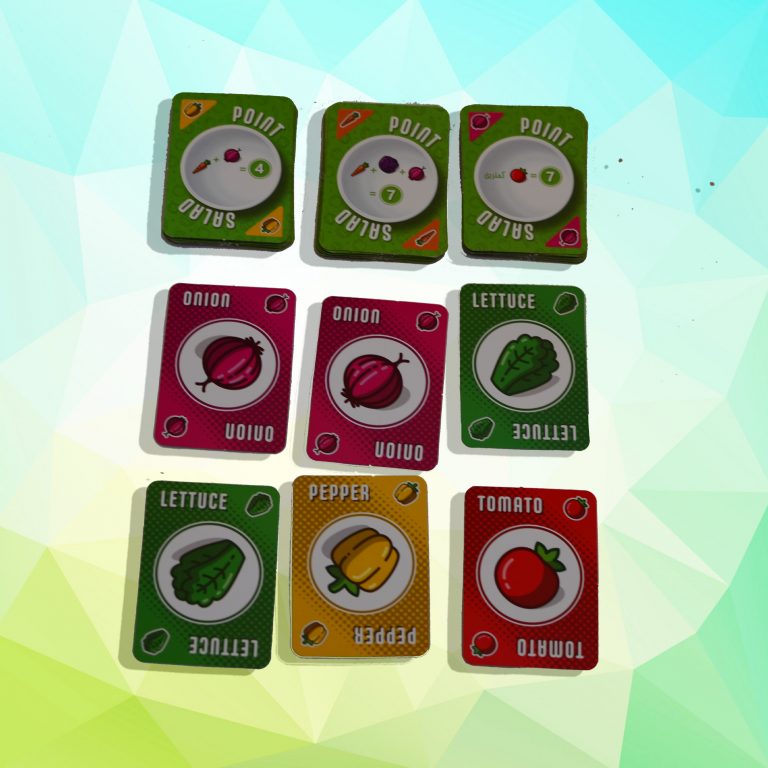 POINT
+ = 4
SALAD
POINT
+ +
= 7
SALAD
POINT
کمترین = 7
SALAD
ONION
ONION
ONION
ONION
LETTUCE
LETTUCE
LETTUCE
LETTUCE
PEPPER
PEPPER
TOMATO
TOMATO